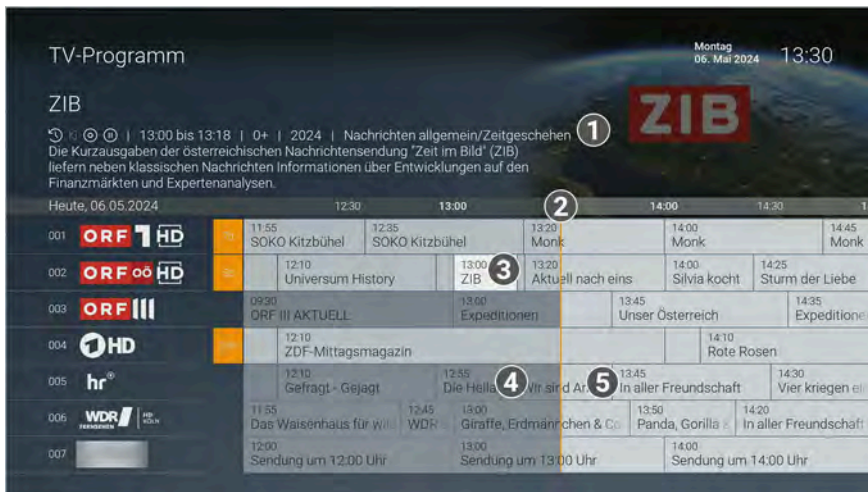 TV-Programm
Montag
06. Mai 2024
13:30
ZIB
13:00 bis 13:18 | 0+ | 2024 | Nachrichten allgemein/Zeitgeschehen
1
ZIB
Die Kurzausgaben der österreichischen Nachrichtensendung "Zeit im Bild" (ZIB)
liefern neben klassischen Nachrichten Informationen über Entwicklungen auf den
Finanzmärkten und Expertenanalysen.
Heute, 06.05.2024 12:30 13:00 2 14:00 14:30
001 ORF 1 HD
11:55 12:35 13:20 14:00 14:45
SOKO Kitzbühel SOKO Kitzbühel Monk Monk Monk
002 ORF OÖ HD
12:10 13:00 3 13:20 14:00 14:25
Universum History ZIB Aktuell nach eins Silvia kocht Sturm der Liebe
003 ORF III
09:30 13:00 13:45 14:35
ORF III AKTUELL Expeditionen Unser Österreich Expeditione
004 1 HD
12:10 14:10
ZDF-Mittagsmagazin Rote Rosen
005 hr
12:10 12:55 4 5 13:45 14:30
Gefragt - Gejagt Die Heila Wir sind Ar In aller Freundschaft Vier kriegen ei
006 WDR FERNSEHEN HD KÖLN
11:55 12:45 13:00 13:50 14:20
Das Waisenhaus für wild WDR Giraffe, Erdmännchen & Co Panda, Gorilla & In aller Freundschaft
007
12:00 13:00 14:00
Sendung um 12:00 Uhr Sendung um 13:00 Uhr Sendung um 14:00 Uhr